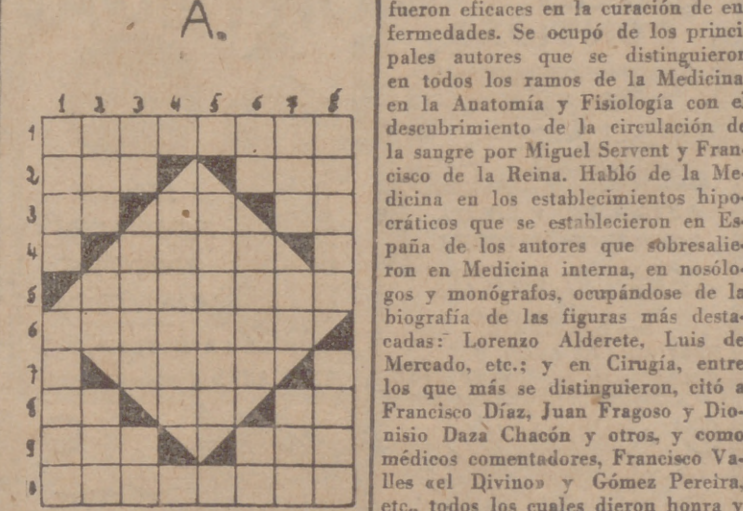 A.
1 2 3 4 5 6 7 8
1
2
3
4
5
6
7
8
9
fueron eficaces en la curación de en
fermedades. Se ocupó de los princi
pales autores que se distinguieron
en todos los ramos de la Medicina
en la Anatomía y Fisiología con el
descubrimiento de la circulación de
la sangre por Miguel Servent y Fran-
cisco de la Reina. Habló de la Me-
dicina en los establecimientos hipo-
cráticos que se establecieron en Es-
paña de los autores que sobresalie-
ron en Medicina interna, en nosólo-
gos y monógrafos, ocupándose de la
biografía de las figuras más desta-
cadas: Lorenzo Alderete, Luis de
Mercado, etc.; y en Cirugía, entre
los que más se distinguieron, citó a
Francisco Díaz, Juan Fragoso y Dio-
nisio Daza Chacón y otros, y como
médicos comentadores, Francisco Va-
lles «el Divino» y Gómez Pereira,
etc., todos los cuales dieron honra y